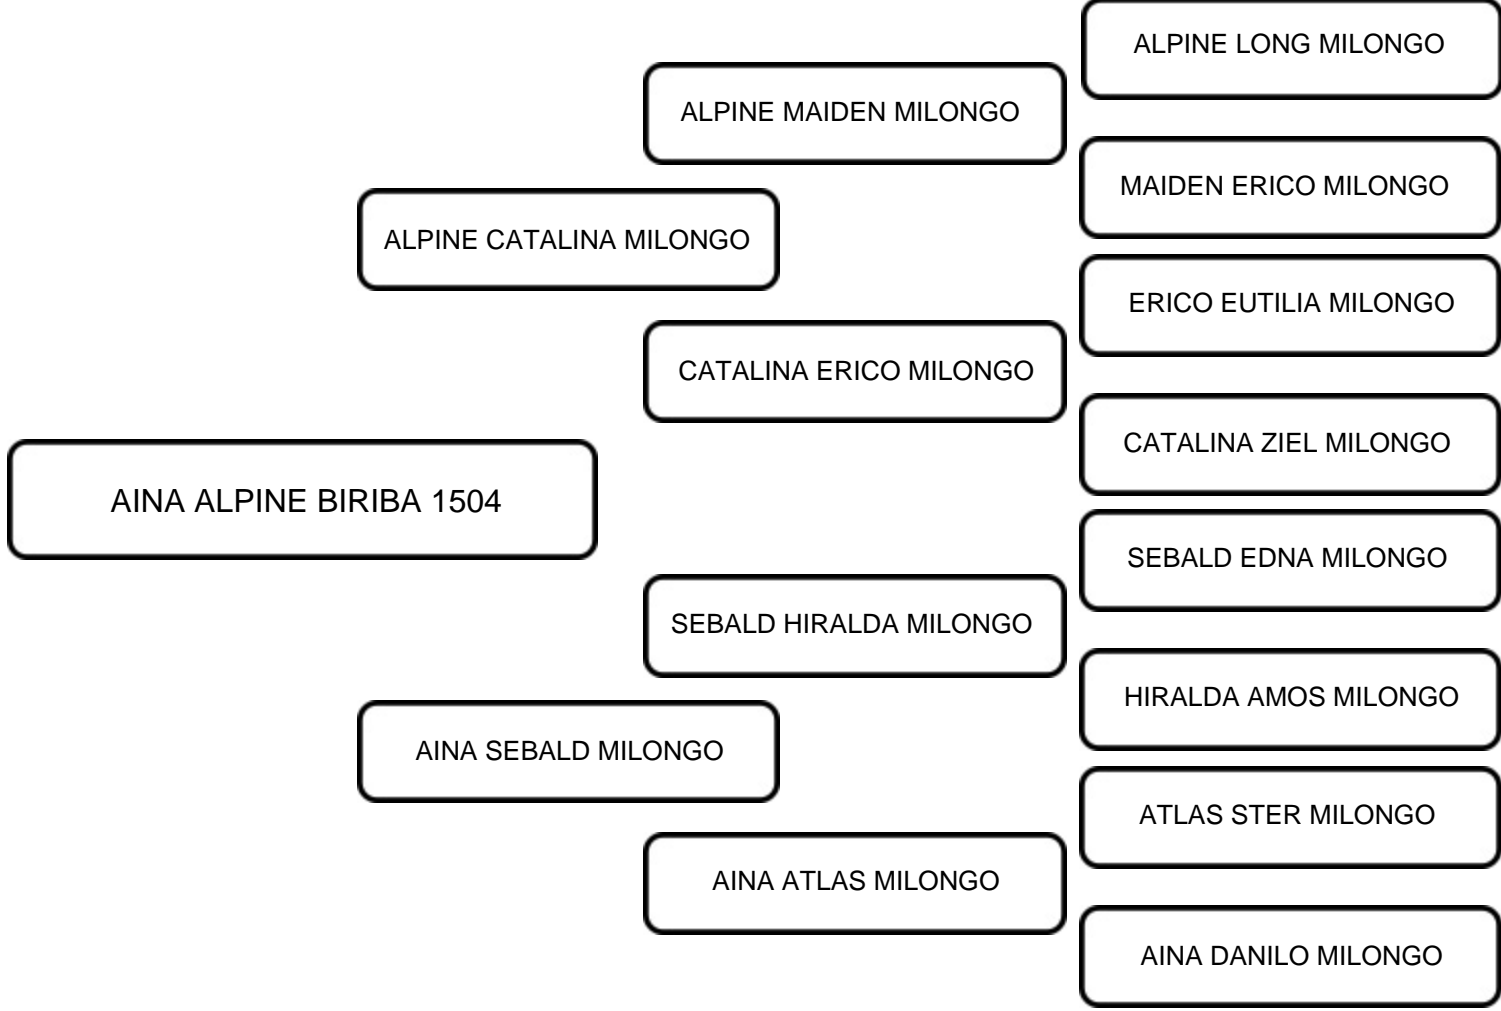 ALPINE LONG MILONGO
ALPINE MAIDEN MILONGO
MAIDEN ERICO MILONGO
ALPINE CATALINA MILONGO
ERICO EUTILIA MILONGO
CATALINA ERICO MILONGO
CATALINA ZIEL MILONGO
AINA ALPINE BIRIBA 1504
SEBALD EDNA MILONGO
SEBALD HIRALDA MILONGO
HIRALDA AMOS MILONGO
AINA SEBALD MILONGO
ATLAS STER MILONGO
AINA ATLAS MILONGO
AINA DANILO MILONGO